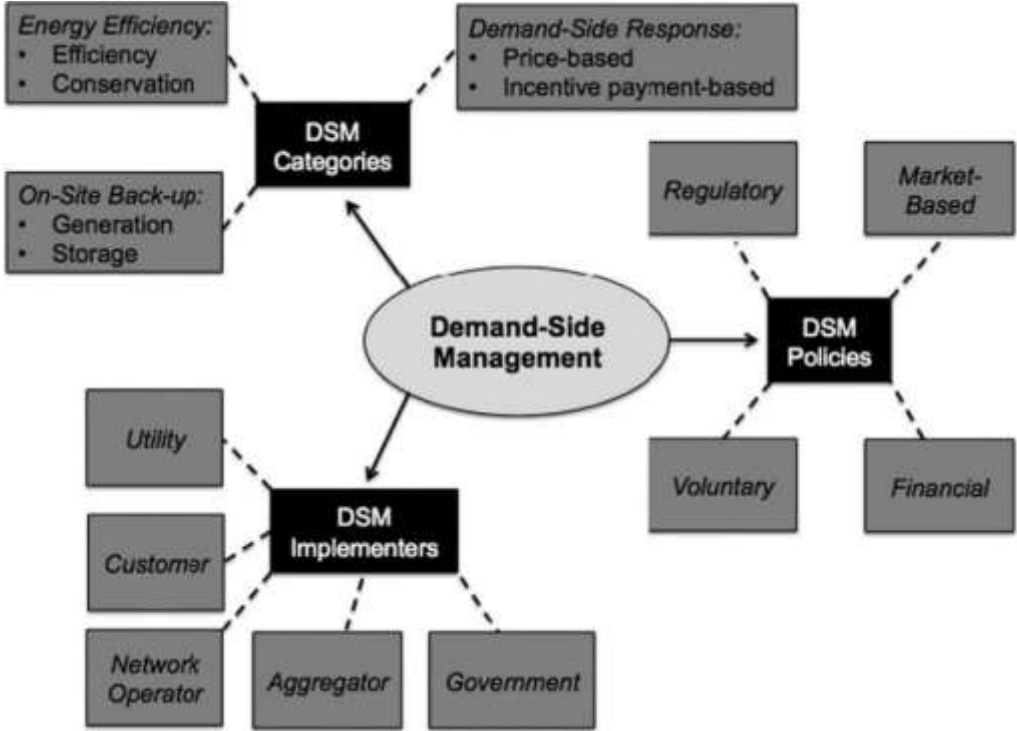 Energy Efficiency:
• Efficiency
• Conservation
Demand-Side Response:
• Price-based
• Incentive payment-based
DSM
Categories
On-Site Back-up:
• Generation
• Storage
Regulatory
Market-
Based
Demand-Side
Management
DSM
Policies
Voluntary
Financial
Utility
DSM
Implementers
Customer
Network
Operator
Aggregator
Government